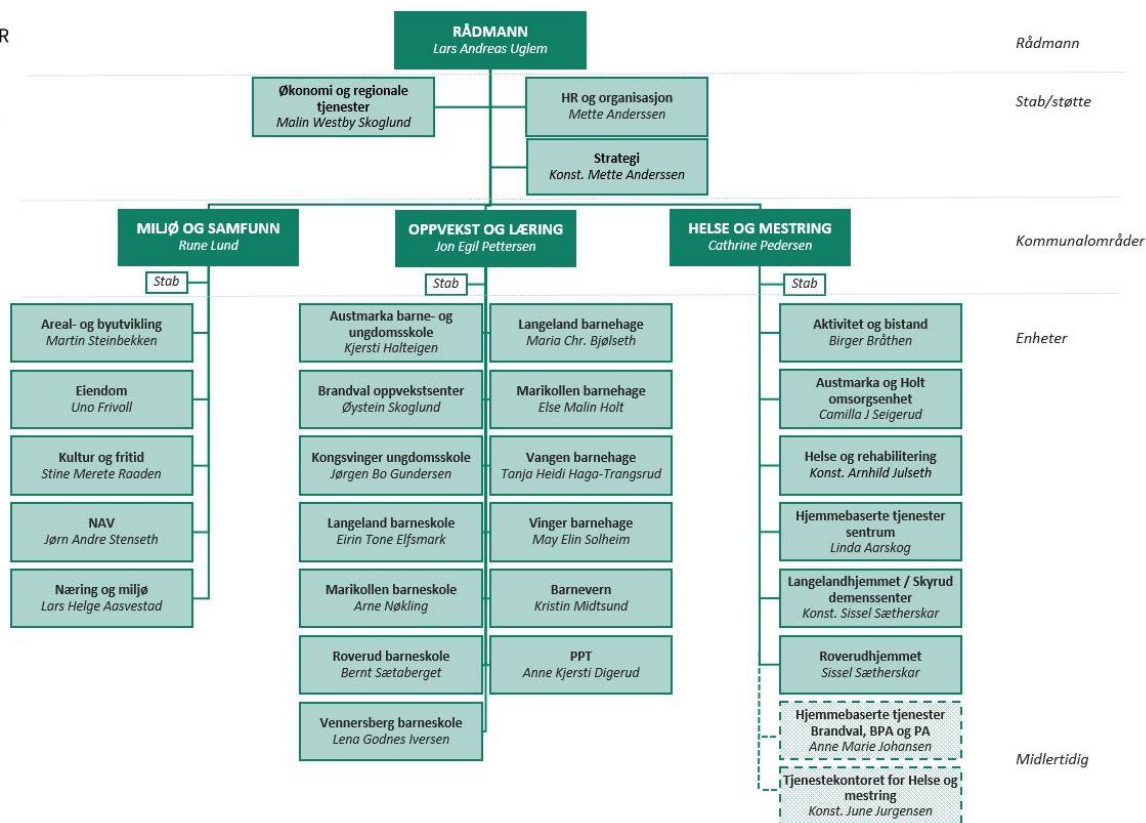 R
RÅDMANN
Lars Andreas Uglem
Rådmann
Økonomi og regionale
tjenester
Malin Westby Skoglund
HR og organisasjon
Mette Anderssen
Stab/støtte
Strategi
Konst. Mette Anderssen
MILJØ OG SAMFUNN
Rune Lund
OPPVEKST OG LÆRING
Jon Egil Pettersen
HELSE OG MESTRING
Cathrine Pedersen
Kommunalområder
Stab
Stab
Stab
Areal- og byutvikling
Martin Steinbekken
Eiendom
Uno Frivoll
Kultur og fritid
Stine Merete Raaden
NAV
Jørn Andre Stenseth
Næring og miljø
Lars Helge Aasvestad
Austmarka barne- og
ungdomsskole
Kjersti Halteigen
Brandval oppvekstsenter
Øystein Skoglund
Kongsvinger ungdomsskole
Jørgen Bo Gundersen
Langeland barneskole
Eirin Tone Elfsmark
Marikollen barneskole
Arne Nøkling
Roverud barneskole
Bernt Sætaberget
Vennersberg barneskole
Lena Godnes Iversen
Langeland barnehage
Maria Chr. Bjølseth
Marikollen barnehage
Else Malin Holt
Vangen barnehage
Tanja Heidi Haga-Trangsrud
Vinger barnehage
May Elin Solheim
Barnevern
Kristin Midtsund
PPT
Anne Kjersti Digerud
Aktivitet og bistand
Birger Bråthen
Austmarka og Holt
omsorgsenhet
Camilla J Seigerud
Helse og rehabilitering
Konst. Arnhild Julseth
Hjemmebaserte tjenester
sentrum
Linda Aarskog
Langelandhjemmet / Skyrud
demenssenter
Konst. Sissel Sætherskar
Roverudhjemmet
Sissel Sætherskar
Hjemmebaserte tjenester
Brandval, BPA og PA
Anne Marie Johansen
Tjenestekontoret for Helse og
mestring
Konst. June Jurgensen
Enheter
Midlertidig